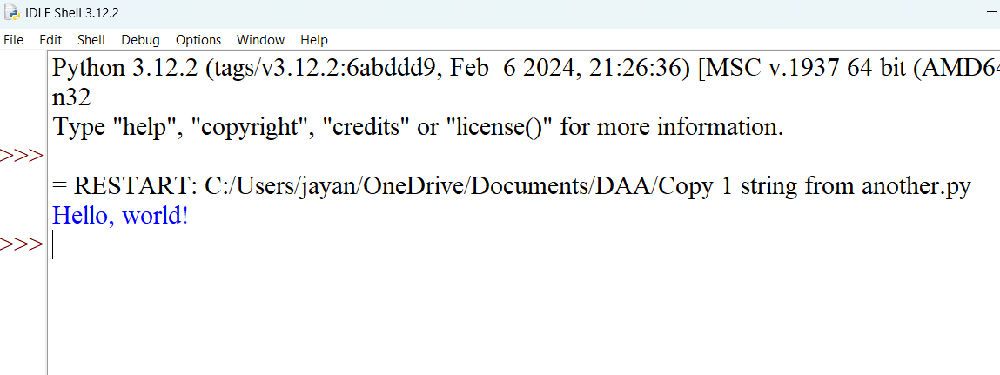 IDLE Shell 3.12.2
File Edit Shell Debug Options Window Help
Python 3.12.2 (tags/v3.12.2:6abddd9, Feb  6 2024, 21:26:36) [MSC v.1937 64 bit (AMD64
n32
Type "help", "copyright", "credits" or "license()" for more information.
>>>
= RESTART: C:/Users/jayan/OneDrive/Documents/DAA/Copy 1 string from another.py
Hello, world!
>>>